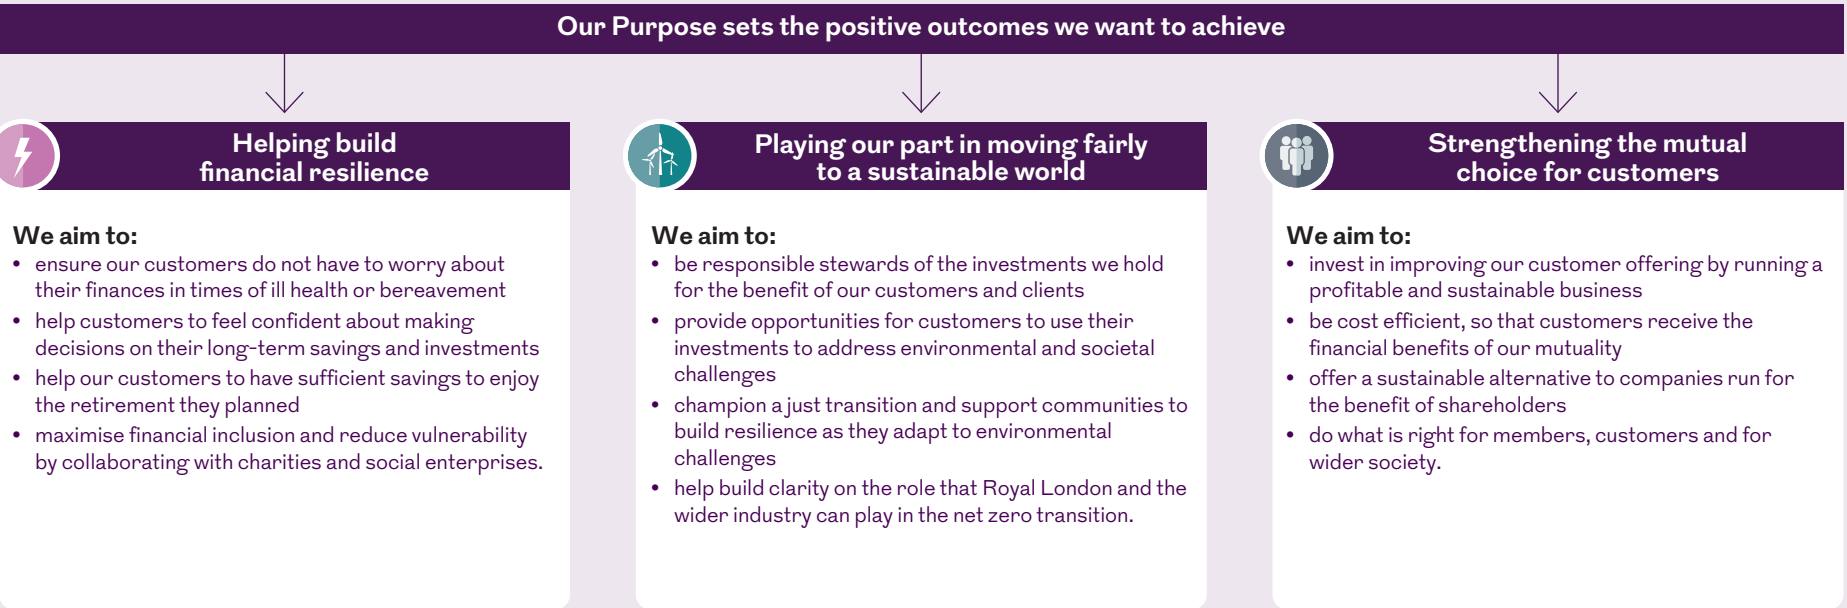 Our Purpose sets the positive outcomes we want to achieve
Helping build
financial resilience
We aim to:
• ensure our customers do not have to worry about
their finances in times of ill health or bereavement
• help customers to feel confident about making
decisions on their long-term savings and investments
• help our customers to have sufficient savings to enjoy
the retirement they planned
• maximise financial inclusion and reduce vulnerability
by collaborating with charities and social enterprises.
Playing our part in moving fairly
to a sustainable world
We aim to:
• be responsible stewards of the investments we hold
for the benefit of our customers and clients
• provide opportunities for customers to use their
investments to address environmental and societal
challenges
• champion a just transition and support communities to
build resilience as they adapt to environmental
challenges
• help build clarity on the role that Royal London and the
wider industry can play in the net zero transition.
Strengthening the mutual
choice for customers
We aim to:
• invest in improving our customer offering by running a
profitable and sustainable business
• be cost efficient, so that customers receive the
financial benefits of our mutuality
• offer a sustainable alternative to companies run for
the benefit of shareholders
• do what is right for members, customers and for
wider society.